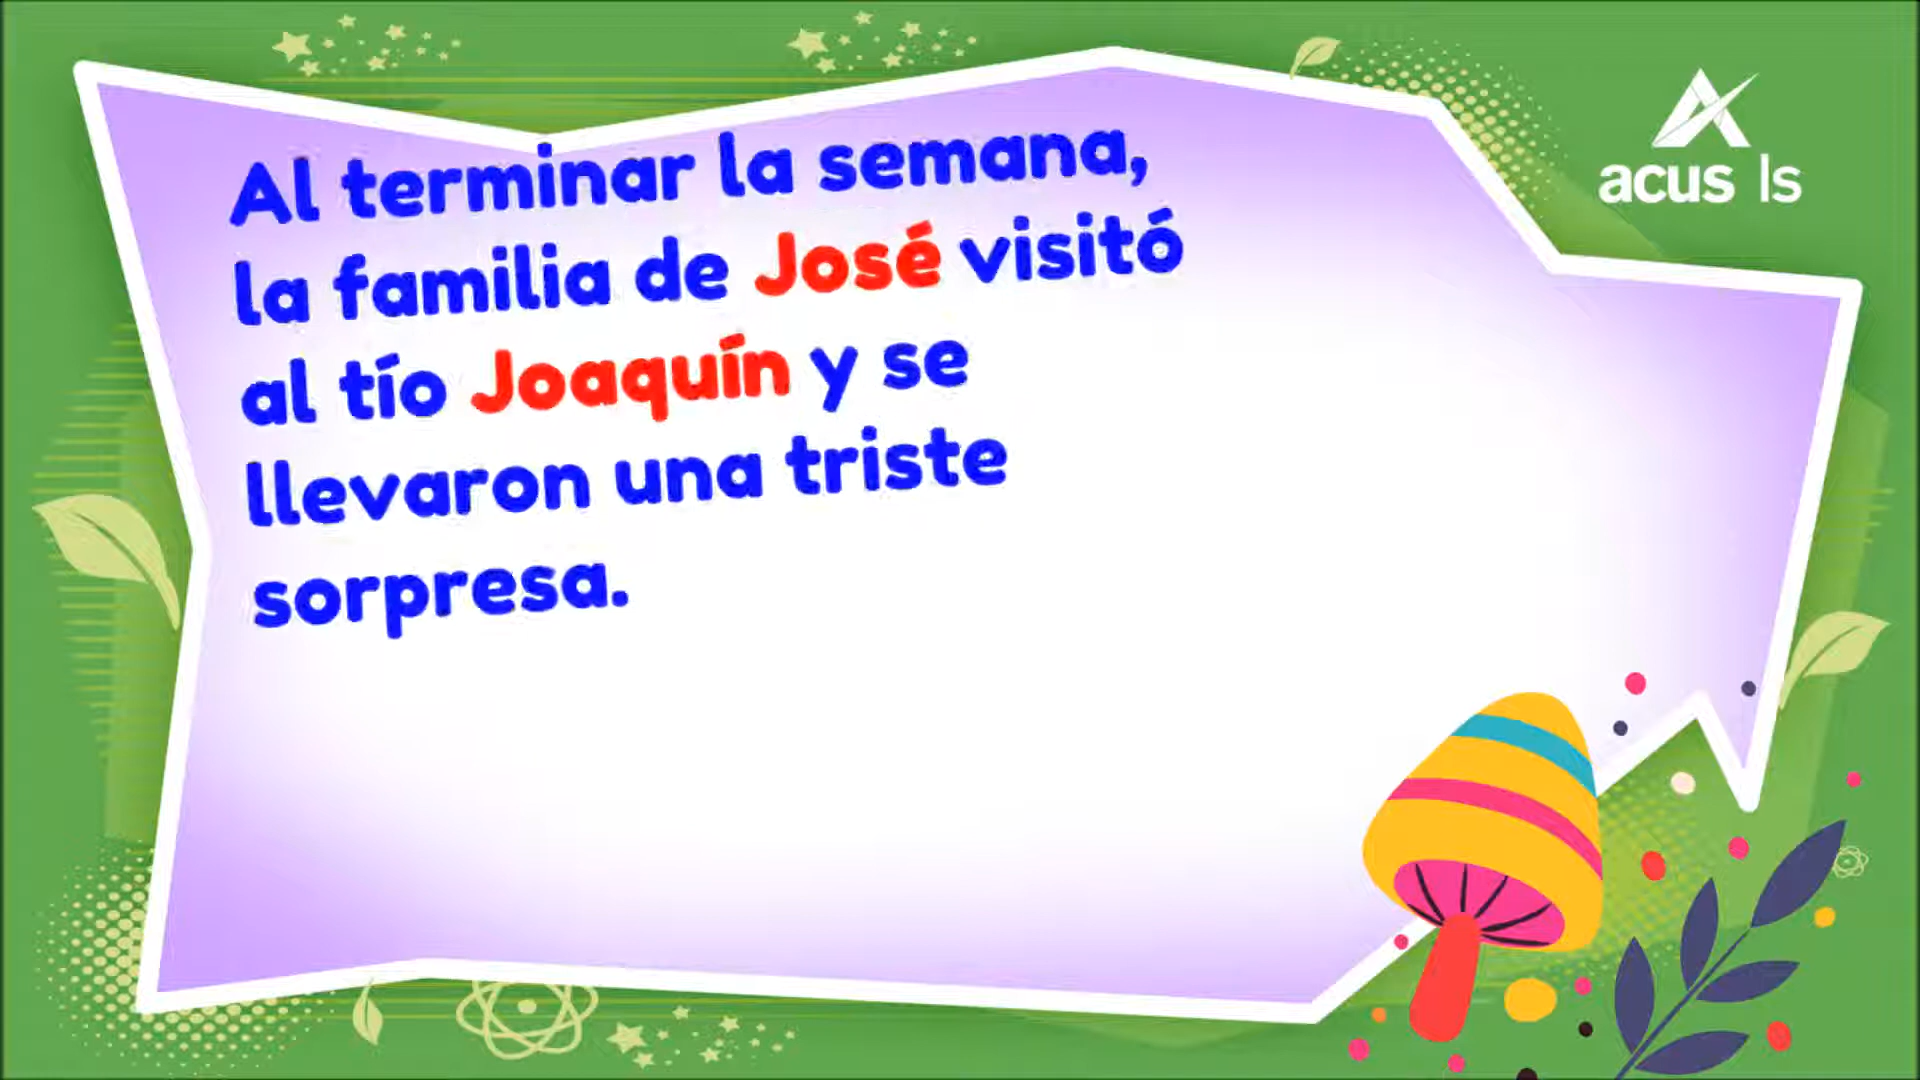 Al terminar la semana,
la familia de José visitó
al tío Joaquín y se
llevaron una triste
sorpresa.
acus ls